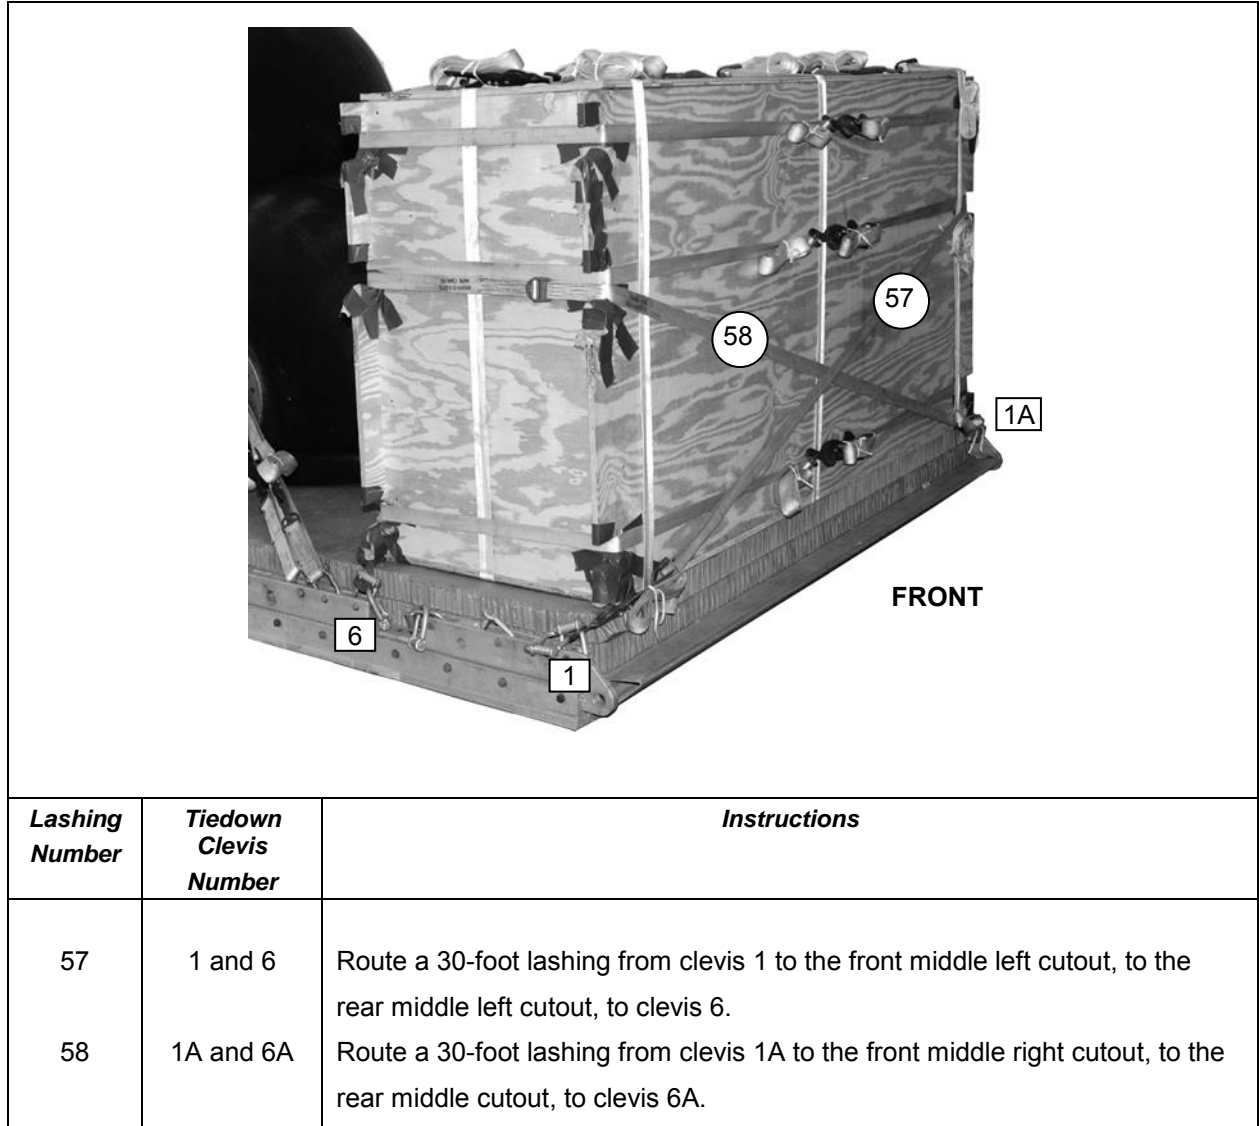 57
58
1A
FRONT
6
1
Lashing Number
Tiedown Clevis Number
Instructions
57
1 and 6
Route a 30-foot lashing from clevis 1 to the front middle left cutout, to the
rear middle left cutout, to clevis 6.
58
1A and 6A
Route a 30-foot lashing from clevis 1A to the front middle right cutout, to the
rear middle cutout, to clevis 6A.